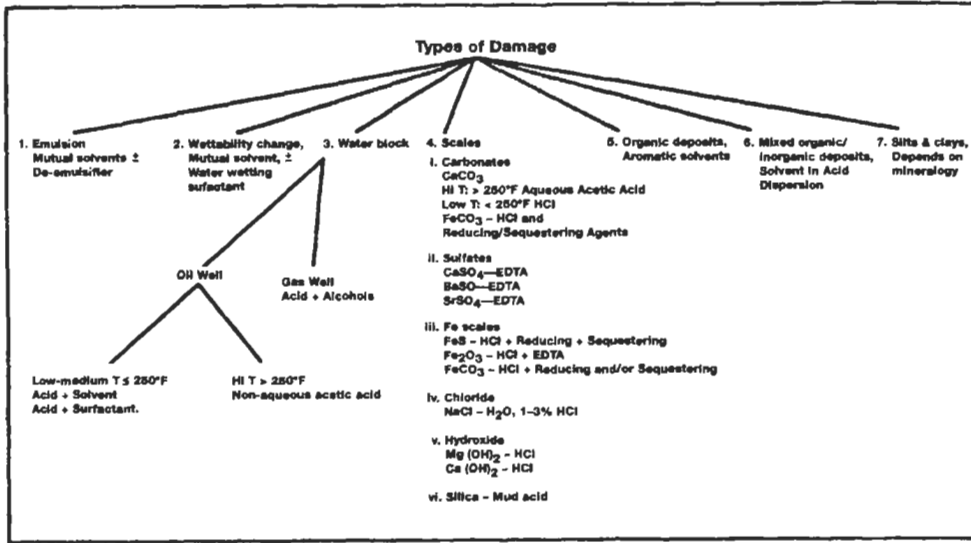 Types of Damage
1. Emulsion
Mutual solvents ±
De-emulsifier
2. Wettability change,
Mutual solvent, ±
Water wetting
sufactant
3. Water block
Oil Well
Low-medium T ≤ 250°F
Acid + Solvent
Acid + Surfactant.
Hi T > 250°F
Non-aqueous acetic acid
Gas Well
Acid + Alcohols
4. Scales
i. Carbonates
CaCO₃
Hi T: > 250°F Aqueous Acetic Acid
Low T: < 250°F HCl
FeCO₃ – HCl and
Reducing/Sequestering Agents
ii. Sulfates
CaSO₄—EDTA
BaSO—EDTA
SrSO₄—EDTA
iii. Fe scales
FeS – HCl + Reducing + Sequestering
Fe₂O₃ – HCl + EDTA
FeCO₃ – HCl + Reducing and/or Sequestering
iv. Chloride
NaCl – H₂O, 1–3% HCl
v. Hydroxide
Mg (OH)₂ – HCl
Ca (OH)₂ – HCl
vi. Silica – Mud acid
5. Organic deposits,
Aromatic solvents
6. Mixed organic/
inorganic deposits,
Solvent in Acid
Dispersion
7. Silts & clays,
Depends on
mineralogy